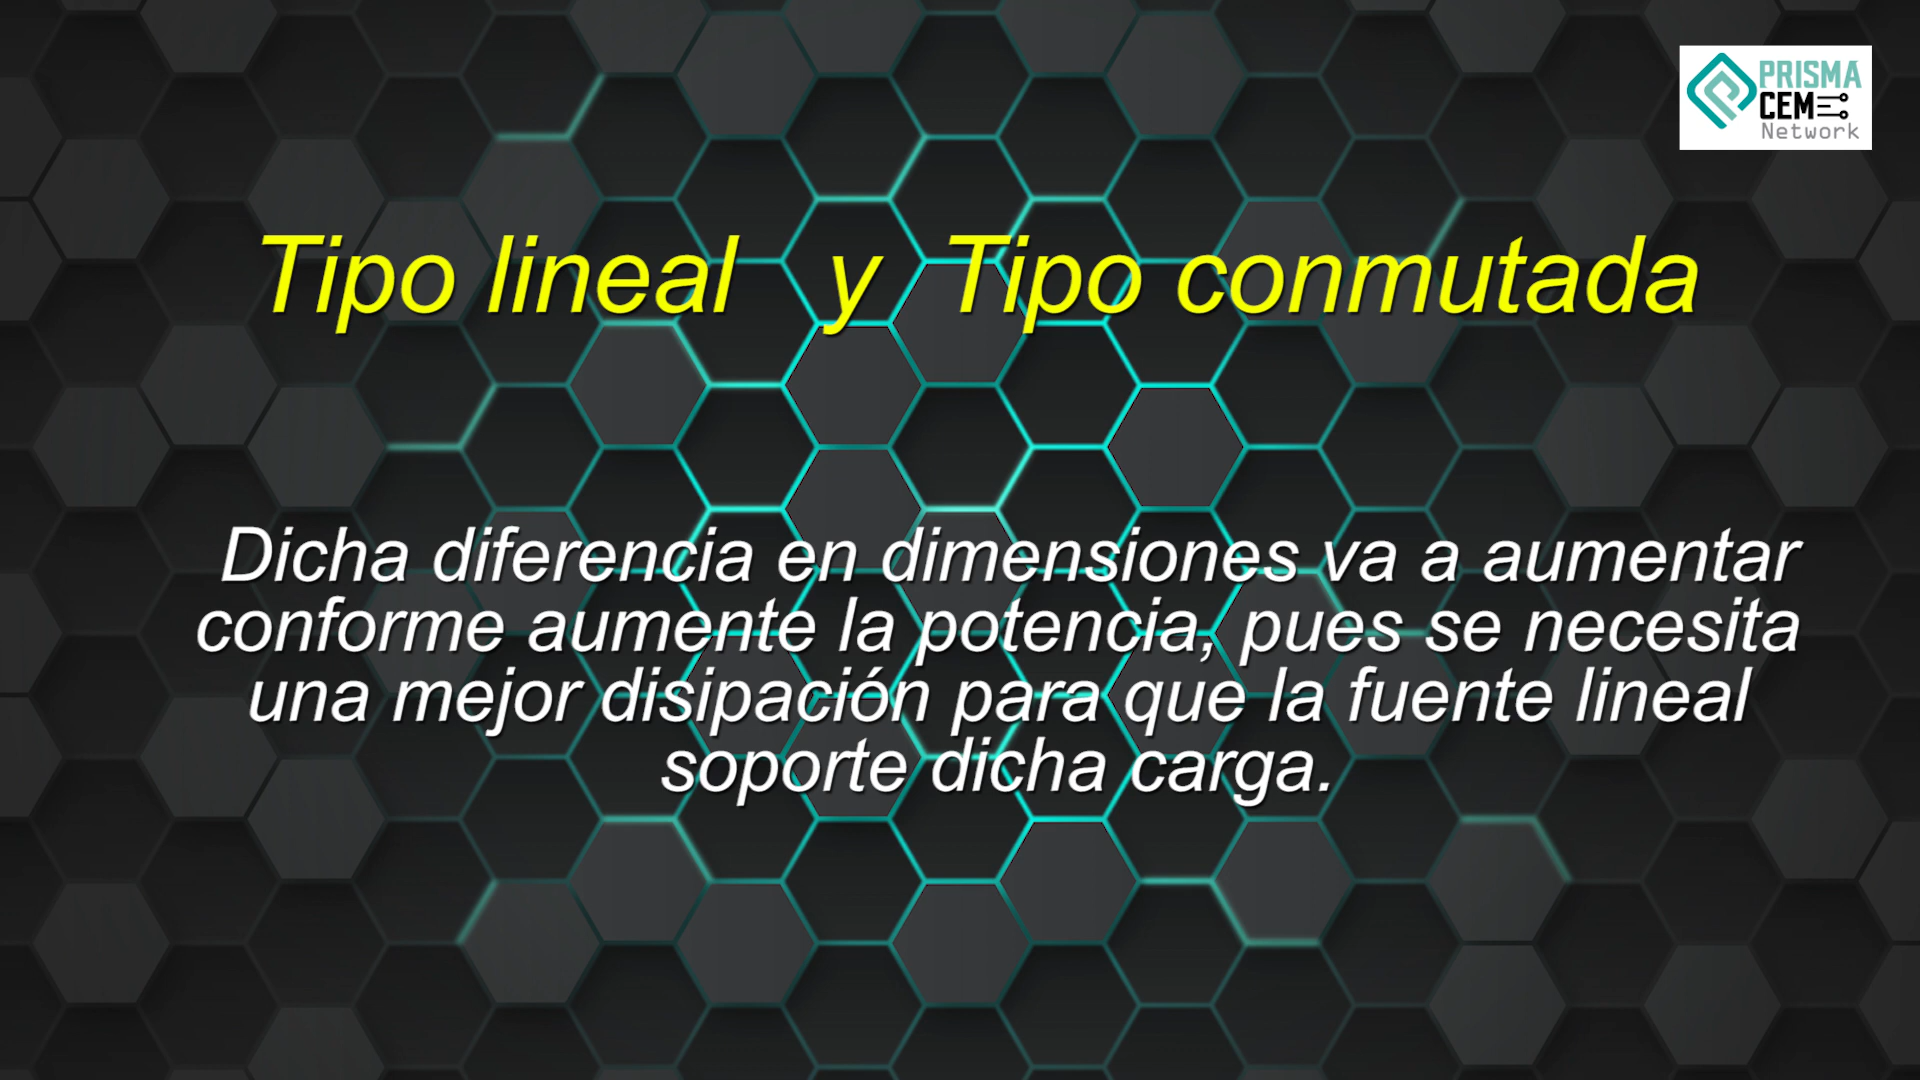 PRISMA
CEM
Network
Tipo lineal y Tipo conmutada
Dicha diferencia en dimensiones va a aumentar
conforme aumente la potencia, pues se necesita
una mejor disipación para que la fuente lineal
soporte dicha carga.